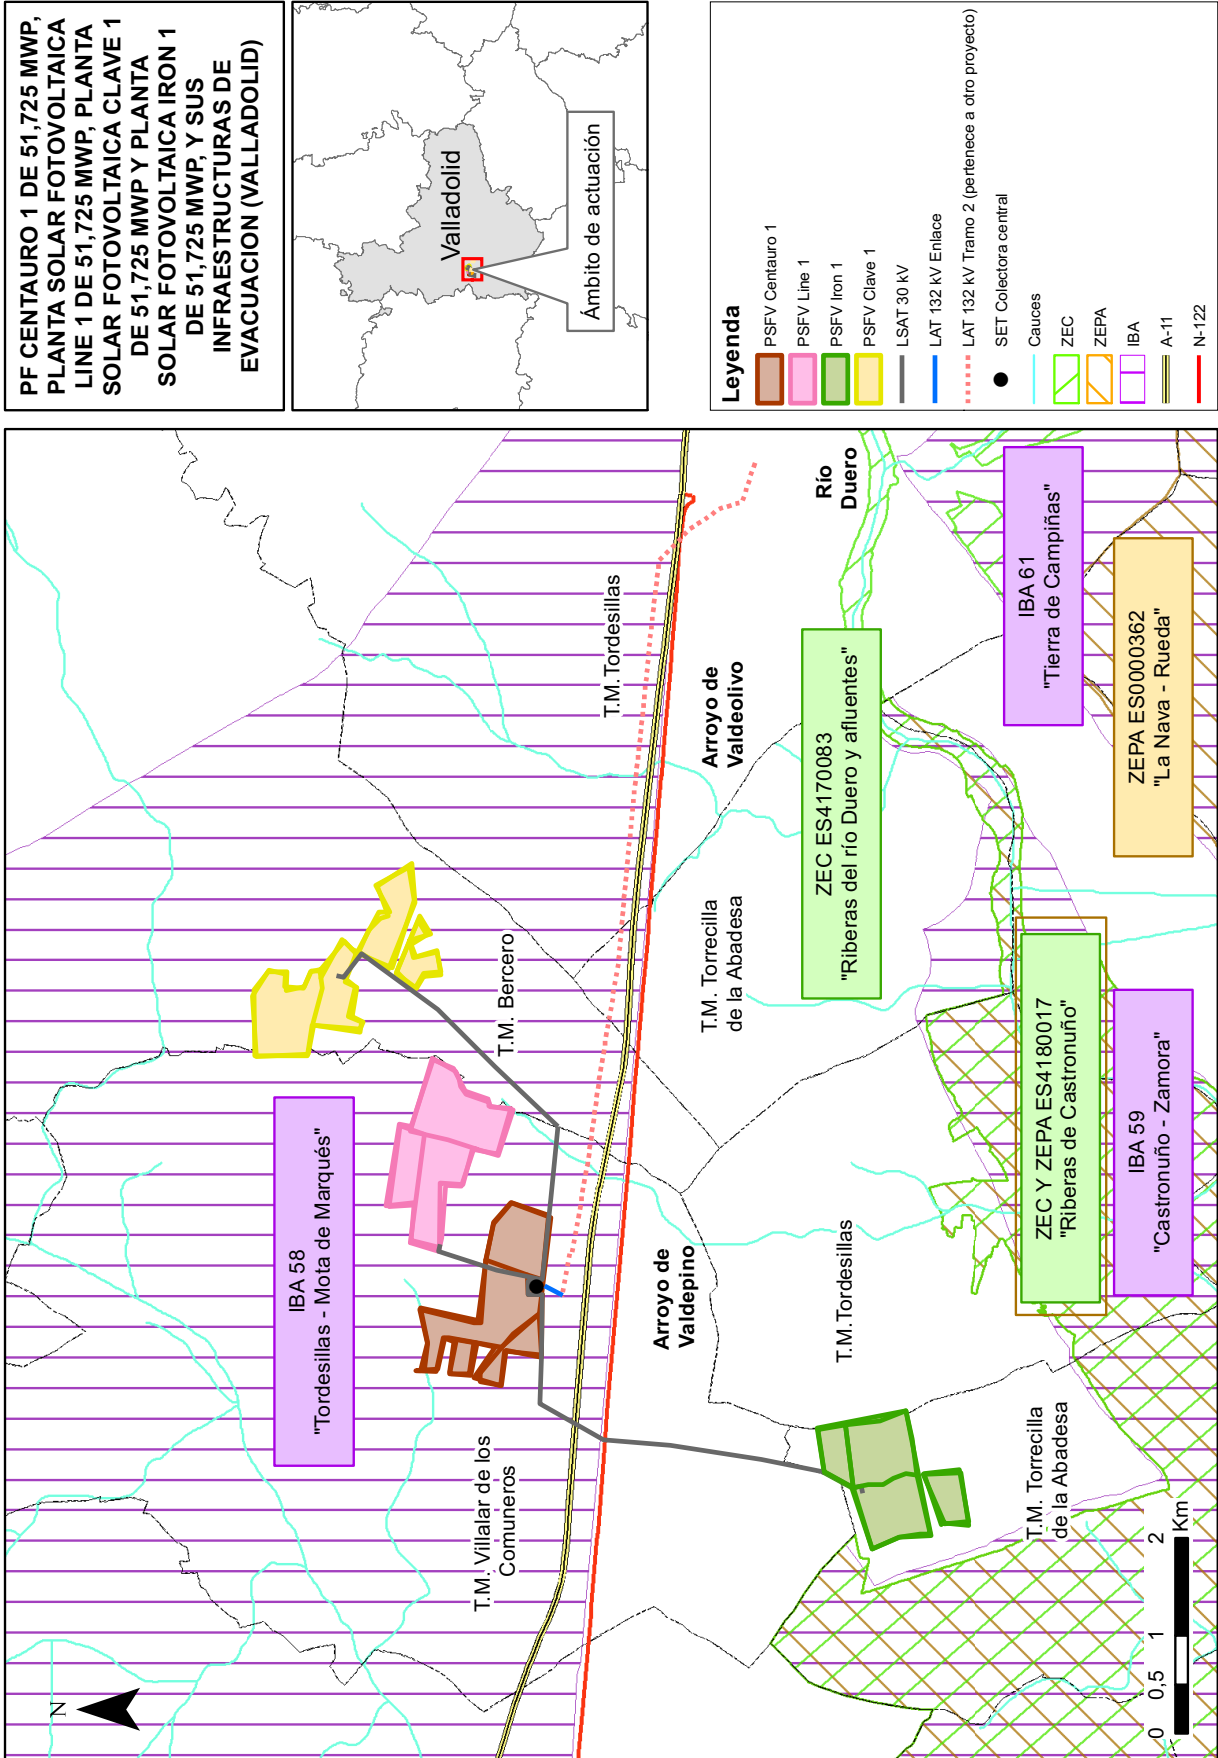 PF CENTAURO 1 DE 51,725 MWP,
PLANTA SOLAR FOTOVOLTAICA
LINE 1 DE 51,725 MWP, PLANTA
SOLAR FOTOVOLTAICA CLAVE 1
DE 51,725 MWP Y PLANTA
SOLAR FOTOVOLTAICA IRON 1
DE 51,725 MWP, Y SUS
INFRAESTRUCTURAS DE
EVACUACION (VALLADOLID)
Valladolid
Ámbito de actuación
Leyenda
PSFV Centauro 1
PSFV Line 1
PSFV Iron 1
PSFV Clave 1
LSAT 30 kV
LAT 132 kV Enlace
LAT 132 kV Tramo 2 (pertenece a otro proyecto)
SET Colectora central
Cauces
ZEC
ZEPA
IBA
A-11
N-122
N
IBA 58
"Tordesillas - Mota de Marqués"
T.M. Villalar de los
Comuneros
T.M. Bercero
T.M.Tordesillas
Arroyo de
Valdepino
T.M. Torrecilla
de la Abadesa
Arroyo de
Valdeolivo
Río
Duero
T.M.Tordesillas
ZEC ES4170083
"Riberas del río Duero y afluentes"
T.M. Torrecilla
de la Abadesa
ZEC Y ZEPA ES4180017
"Riberas de Castronuño"
IBA 61
"Tierra de Campiñas"
IBA 59
"Castronuño - Zamora"
ZEPA ES0000362
"La Nava - Rueda"
0 0,5 1 2
Km